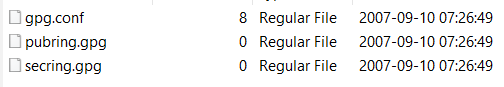 gpg.conf 8 Regular File 2007-09-10 07:26:49
pubring.gpg 0 Regular File 2007-09-10 07:26:49
secring.gpg 0 Regular File 2007-09-10 07:26:49